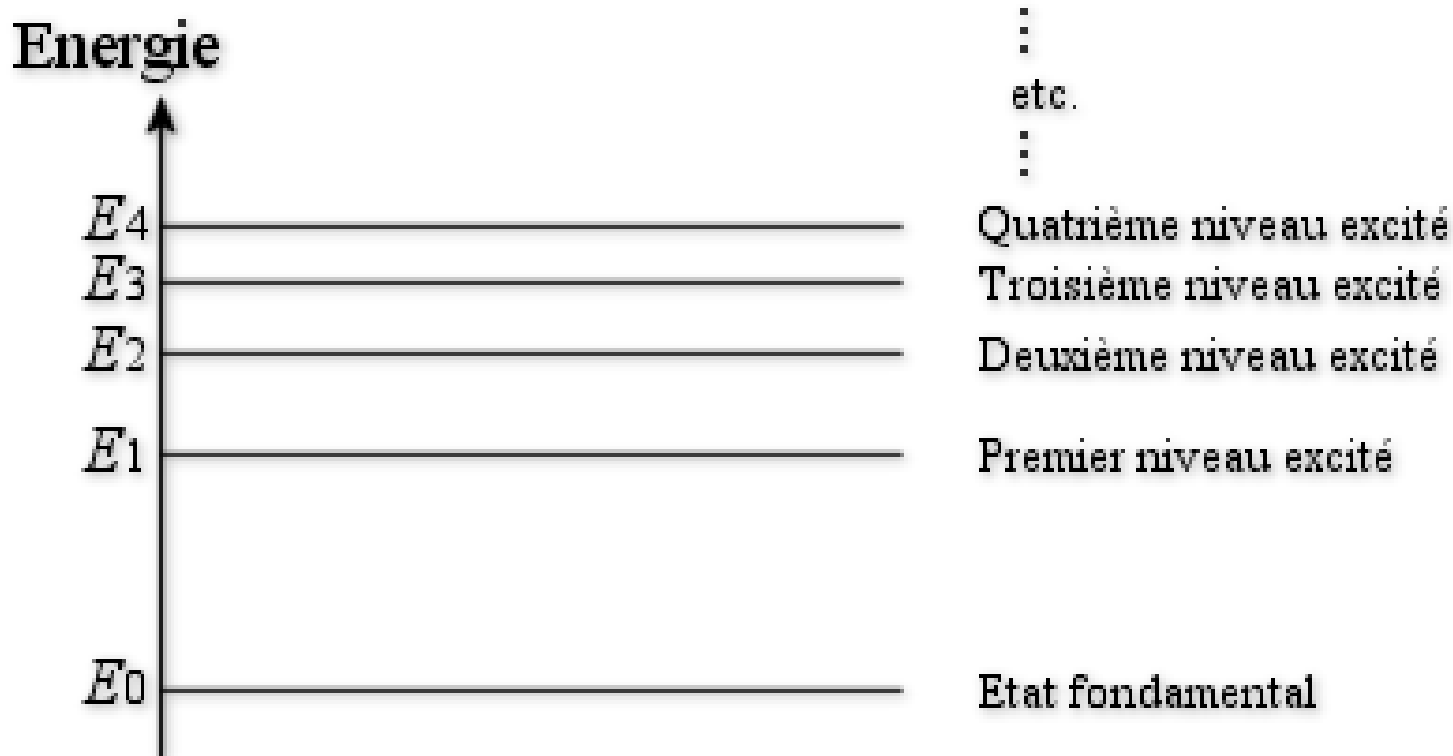 Energie
⋮
etc.
⋮
E4 Quatrième niveau excité
E3 Troisième niveau excité
E2 Deuxième niveau excité
E1 Premier niveau excité
E0 Etat fondamental